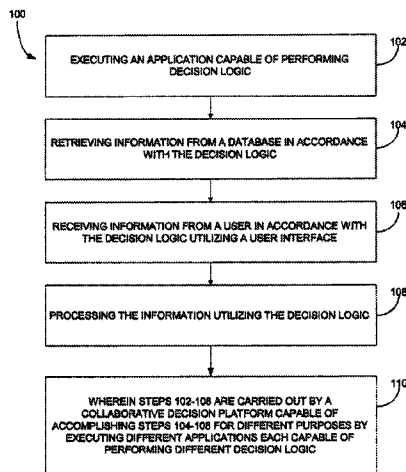 100
EXECUTING AN APPLICATION CAPABLE OF PERFORMING
DECISION LOGIC
102
RETRIEVING INFORMATION FROM A DATABASE IN ACCORDANCE
WITH THE DECISION LOGIC
104
RECEIVING INFORMATION FROM A USER IN ACCORDANCE WITH
THE DECISION LOGIC UTILIZING A USER INTERFACE
106
PROCESSING THE INFORMATION UTILIZING THE DECISION LOGIC
108
WHEREIN STEPS 102-108 ARE CARRIED OUT BY A
COLLABORATIVE DECISION PLATFORM CAPABLE OF
ACCOMPLISHING STEPS 104-108 FOR DIFFERENT PURPOSES BY
EXECUTING DIFFERENT APPLICATIONS EACH CAPABLE OF
PERFORMING DIFFERENT DECISION LOGIC
110